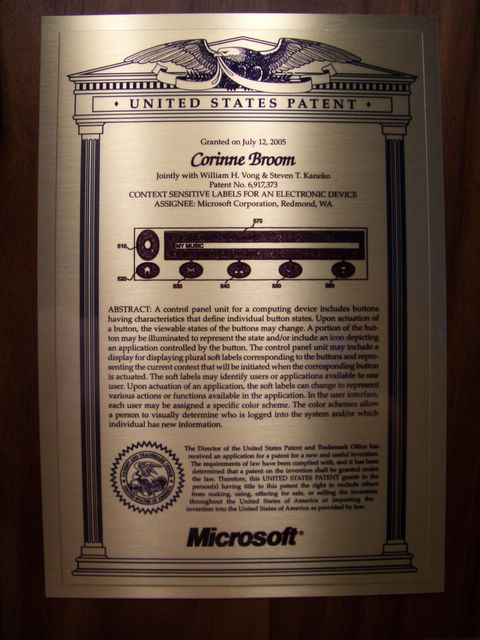 ♦ UNITED STATES PATENT ♦
Granted on July 12, 2005
Corinne Broom
Jointly with William H. Vong & Steven T. Kaneko
Patent No. 6,917,373
CONTEXT SENSITIVE LABELS FOR AN ELECTRONIC DEVICE
ASSIGNEE: Microsoft Corporation, Redmond, WA
570
510
MY MUSIC
520
530
540
550
560
ABSTRACT: A control panel unit for a computing device includes buttons
having characteristics that define individual button states. Upon actuation of
a button, the viewable states of the buttons may change. A portion of the but-
ton may be illuminated to represent the state and/or include an icon depicting
an application controlled by the button. The control panel unit may include a
display for displaying plural soft labels corresponding to the buttons and repre-
senting the current context that will be initiated when the corresponding button
is actuated. The soft labels may identify users or applications available to one
user. Upon actuation of an application, the soft labels can change to represent
various actions or functions available in the application. In the user interface,
each user may be assigned a specific color scheme. The color schemes allow
a person to visually determine who is logged into the system and/or which
individual has new information.
The Director of the United States Patent and Trademark Office has
received an application for a patent for a new and useful invention.
The requirements of law have been complied with, and it has been
determined that a patent on the invention shall be granted under
the law. Therefore, this UNITED STATES PATENT grants to the
person(s) having title to this patent the right to exclude others
from making, using, offering for sale, or selling the invention
throughout the United States of America or importing the
invention into the United States of America as provided by law.
Microsoft®